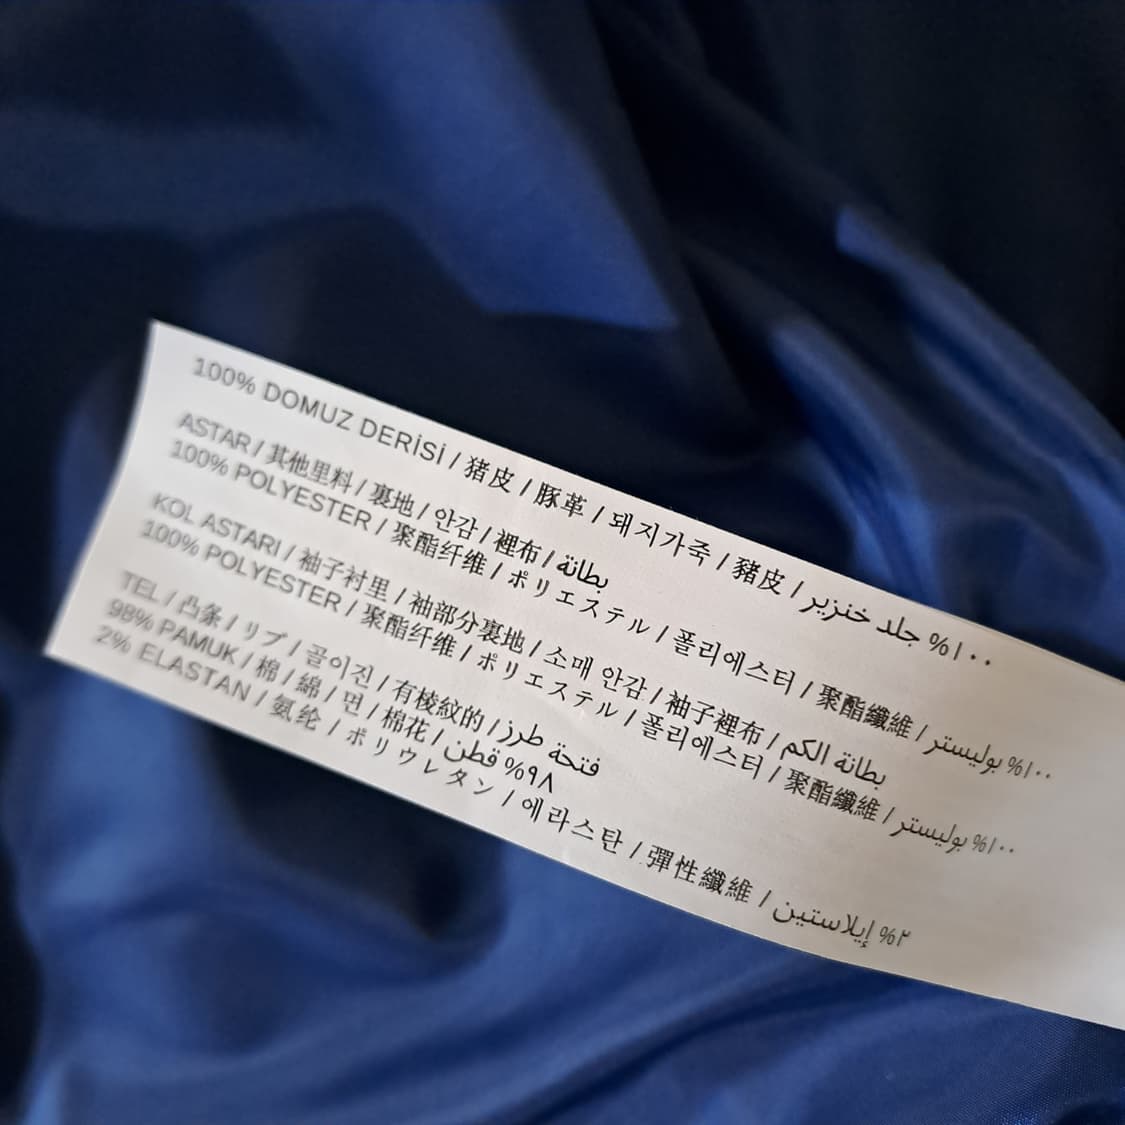 100% DOMUZ DERİSİ / 猪皮 / 豚革 / 돼지가죽 / 豬皮 / ١٠٠% جلد خنزير
ASTAR / 其他里料 / 裏地 / 안감 / 裡布 / بطانة
100% POLYESTER / 聚酯纤维 / ポリエステル / 폴리에스터 / 聚酯纖維 / ١٠٠% بوليستر
KOL ASTARI / 袖子衬里 / 袖部分裏地 / 소매 안감 / 袖子裡布 / بطانة الكم
100% POLYESTER / 聚酯纤维 / ポリエステル / 폴리에스터 / 聚酯纖維 / ١٠٠% بوليستر
TEL / 凸条 / リブ / 골이진 / 有棱紋的 / فتحة طرز
98% PAMUK / 棉 / 綿 / 면 / 棉花 / ٩٨% قطن
2% ELASTAN / 氨纶 / ポリウレタン / 에라스탄 / 彈性纖維 / ٢% إيلاستين